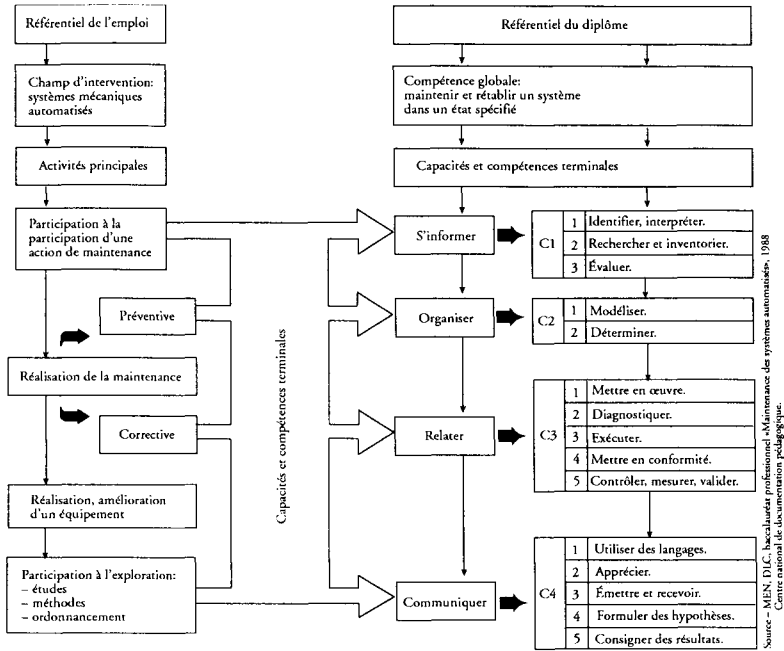 Référentiel de l'emploi
Champ d'intervention:
systèmes mécaniques
automatisés
Activités principales
Participation à la
participation d'une
action de maintenance
Préventive
Réalisation de la maintenance
Corrective
Réalisation, amélioration
d'un équipement
Participation à l'exploration:
– études
– méthodes
– ordonnancement
Capacités et compétences terminales
Référentiel du diplôme
Compétence globale:
maintenir et rétablir un système
dans un état spécifié
Capacités et compétences terminales
S'informer
C1
1 Identifier, interpréter.
2 Rechercher et inventorier.
3 Évaluer.
Organiser
C2
1 Modéliser.
2 Déterminer.
Relater
C3
1 Mettre en œuvre.
2 Diagnostiquer.
3 Exécuter.
4 Mettre en conformité.
5 Contrôler, mesurer, valider.
Communiquer
C4
1 Utiliser des langages.
2 Apprécier.
3 Émettre et recevoir.
4 Formuler des hypothèses.
5 Consigner des résultats.
Source – MEN, DLC, baccalauréat professionnel «Maintenance des systèmes automatisés», 1988
Centre national de documentation pédagogique.